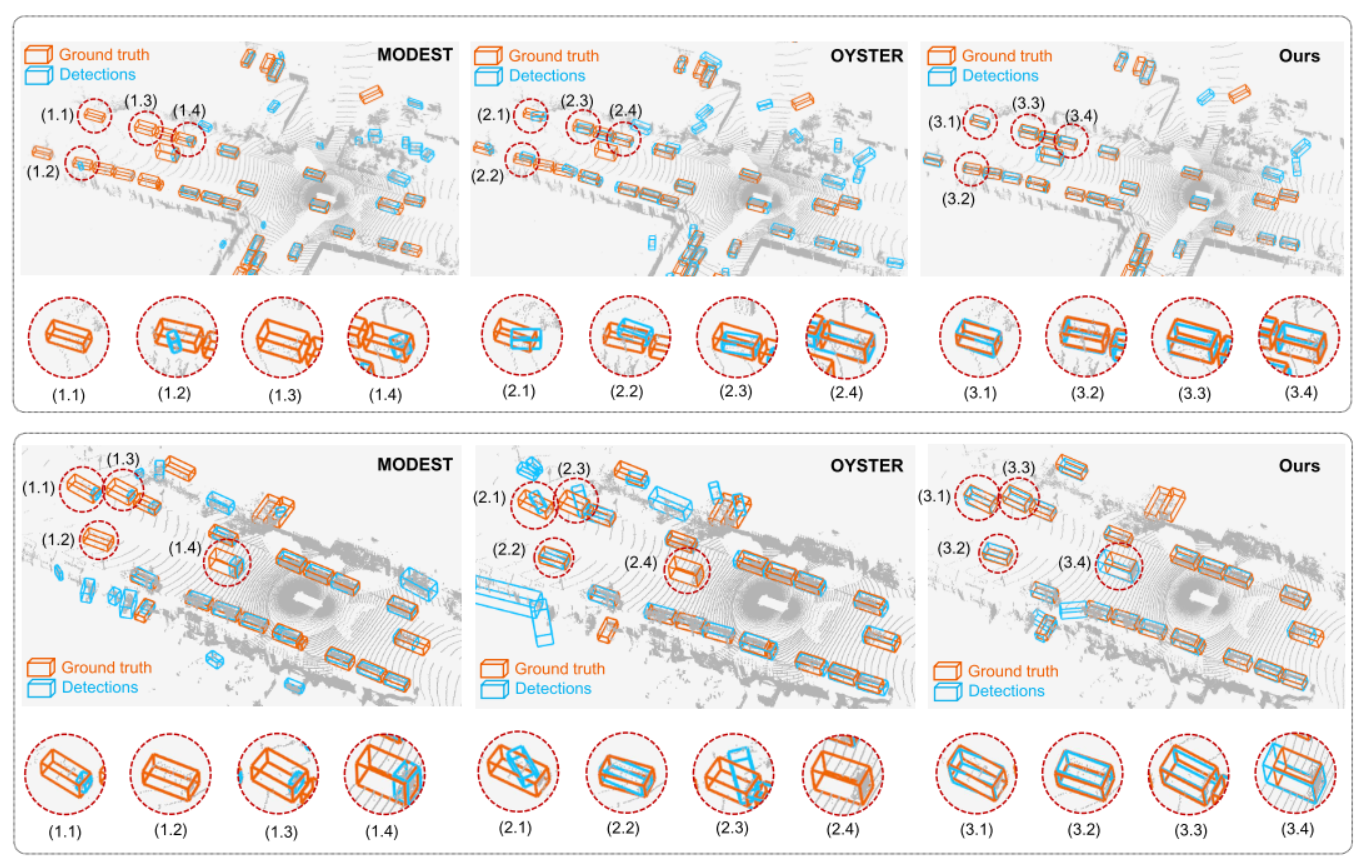 Ground truth
Detections
MODEST
(1.1)
(1.3)
(1.4)
(1.2)
Ground truth
Detections
OYSTER
(2.1)
(2.3)
(2.4)
(2.2)
Ground truth
Detections
Ours
(3.1)
(3.3)
(3.4)
(3.2)
(1.1) (1.2) (1.3) (1.4) (2.1) (2.2) (2.3) (2.4) (3.1) (3.2) (3.3) (3.4)
MODEST
(1.3)
(1.1)
(1.2)
(1.4)
Ground truth
Detections
OYSTER
(2.3)
(2.1)
(2.2)
(2.4)
Ground truth
Detections
Ours
(3.3)
(3.1)
(3.2)
(3.4)
Ground truth
Detections
(1.1) (1.2) (1.3) (1.4) (2.1) (2.2) (2.3) (2.4) (3.1) (3.2) (3.3) (3.4)